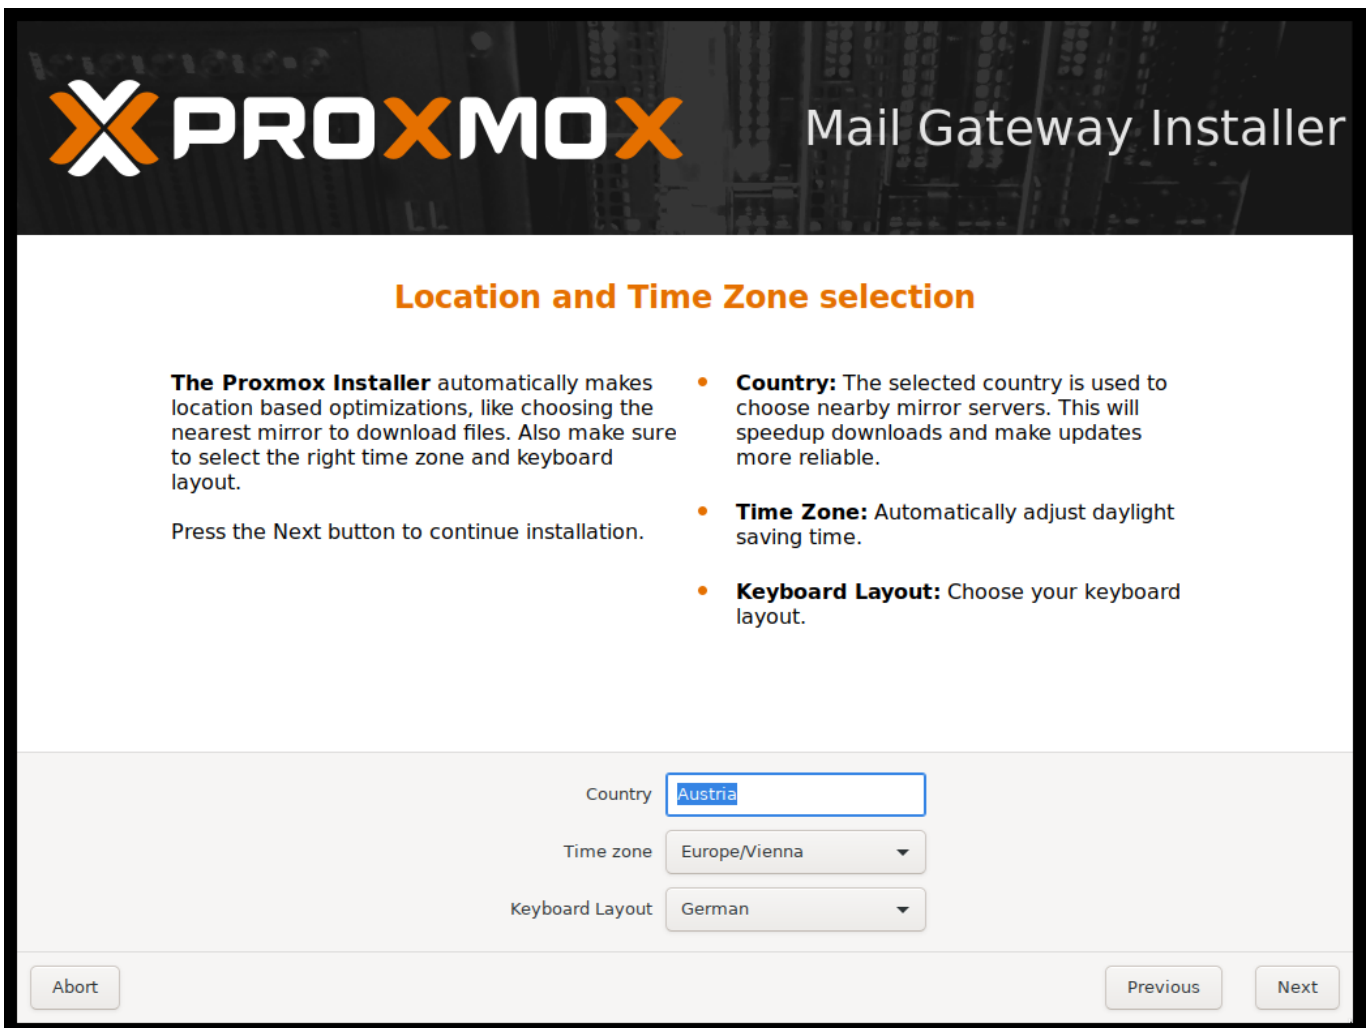 PROXMOX
Mail Gateway Installer
Location and Time Zone selection
The Proxmox Installer automatically makes
location based optimizations, like choosing the
nearest mirror to download files. Also make sure
to select the right time zone and keyboard
layout.
Press the Next button to continue installation.
Country: The selected country is used to
choose nearby mirror servers. This will
speedup downloads and make updates
more reliable.
Time Zone: Automatically adjust daylight
saving time.
Keyboard Layout: Choose your keyboard
layout.
Country Austria
Time zone Europe/Vienna
Keyboard Layout German
Abort Previous Next